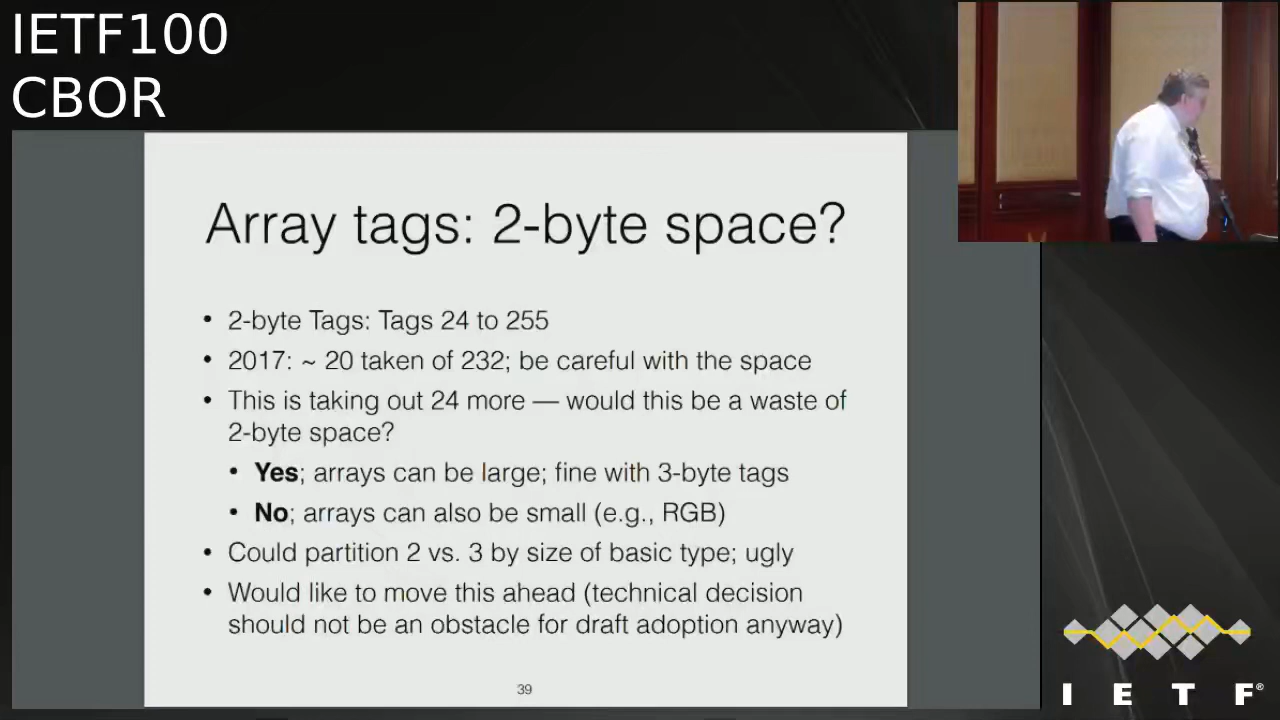 IETF100
CBOR
Array tags: 2-byte space?
• 2-byte Tags: Tags 24 to 255
• 2017: ~ 20 taken of 232; be careful with the space
• This is taking out 24 more — would this be a waste of
2-byte space?
• Yes; arrays can be large; fine with 3-byte tags
• No; arrays can also be small (e.g., RGB)
• Could partition 2 vs. 3 by size of basic type; ugly
• Would like to move this ahead (technical decision
should not be an obstacle for draft adoption anyway)
39
I E T F®